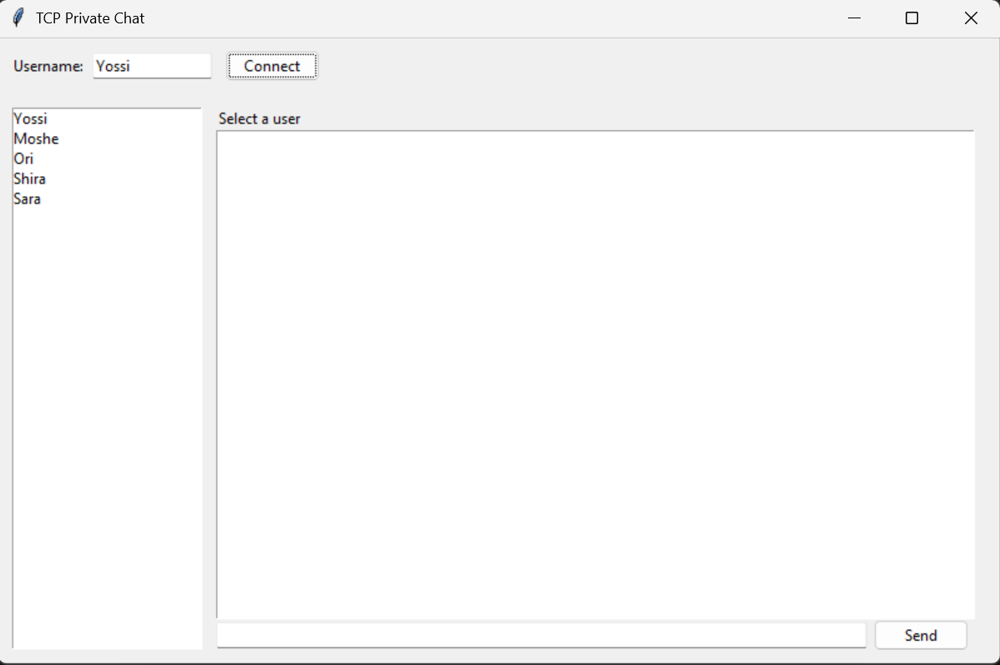 TCP Private Chat
Username: Yossi Connect
Select a user
Yossi
Moshe
Ori
Shira
Sara
Send